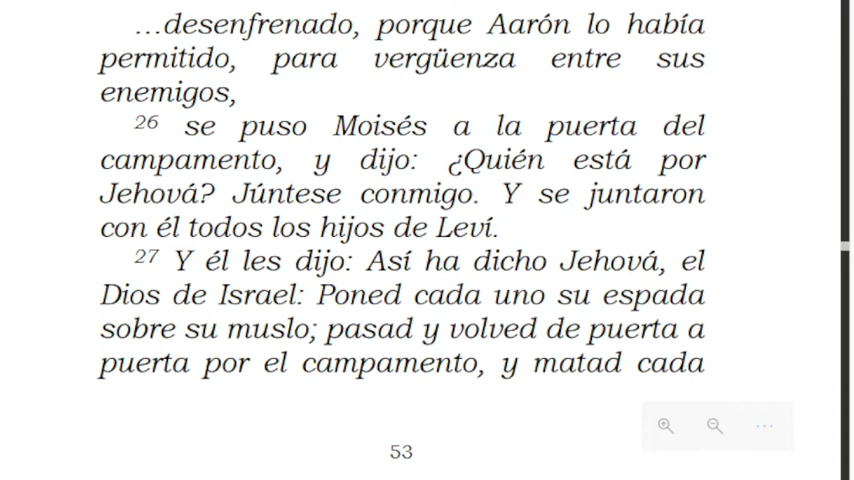 …desenfrenado, porque Aarón lo había
permitido, para vergüenza entre sus
enemigos,
26 se puso Moisés a la puerta del
campamento, y dijo: ¿Quién está por
Jehová? Júntese conmigo. Y se juntaron
con él todos los hijos de Leví.
27 Y él les dijo: Así ha dicho Jehová, el
Dios de Israel: Poned cada uno su espada
sobre su muslo; pasad y volved de puerta a
puerta por el campamento, y matad cada
53